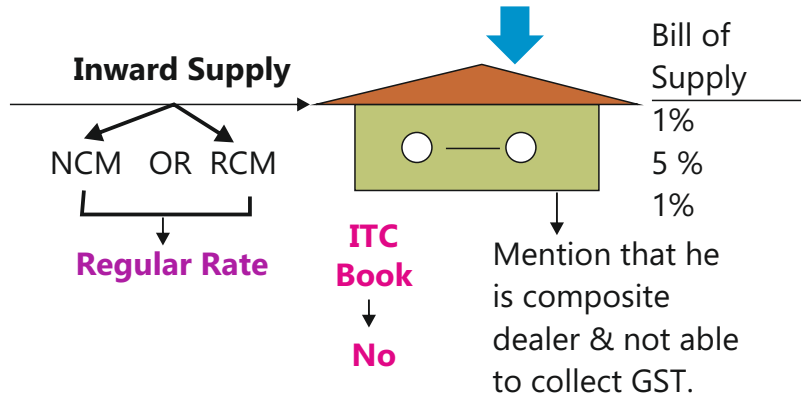 Inward Supply
NCM OR RCM
Regular Rate
ITC
Book
No
Bill of
Supply
1%
5 %
1%
Mention that he
is composite
dealer & not able
to collect GST.